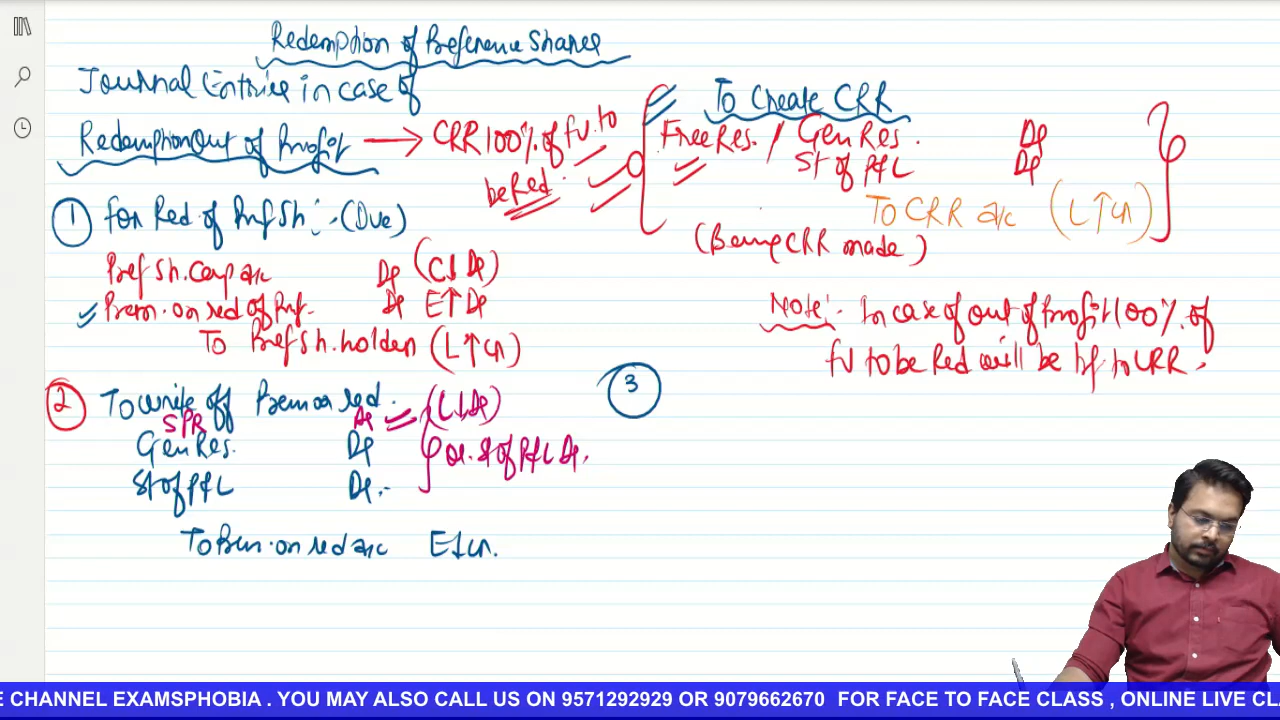 Redemption of Preference Shares
Journal Entries in case of
Redemption Out of Profit → CRR 100% of FV. to
be Red.
1 for Red of Pref Sh :- (Due)
Pref Sh. Cap a/c Dr (C↓ Dr)
Prem. on red of Pref. Dr E↑ Dr
To Pref Sh. holders (L↑ Cr)
2 To write off Prem on red.
SPR Dr (L↓ Dr)
Gen Res. Dr or. St of P&L Dr.
St of P&L Dr.
To Prem. on red a/c E↓ Cr.
To Create CRR
Free Res. / Gen Res. Dr
St of P/L Dr
To CRR a/c (L↑ Cr)
(Being CRR made)
Note:- In case of out of Profit 100% of
FV to be Red will be tf to CRR.
3
E CHANNEL EXAMSPHOBIA . YOU MAY ALSO CALL US ON 9571292929 OR 9079662670 FOR FACE TO FACE CLASS , ONLINE LIVE CL